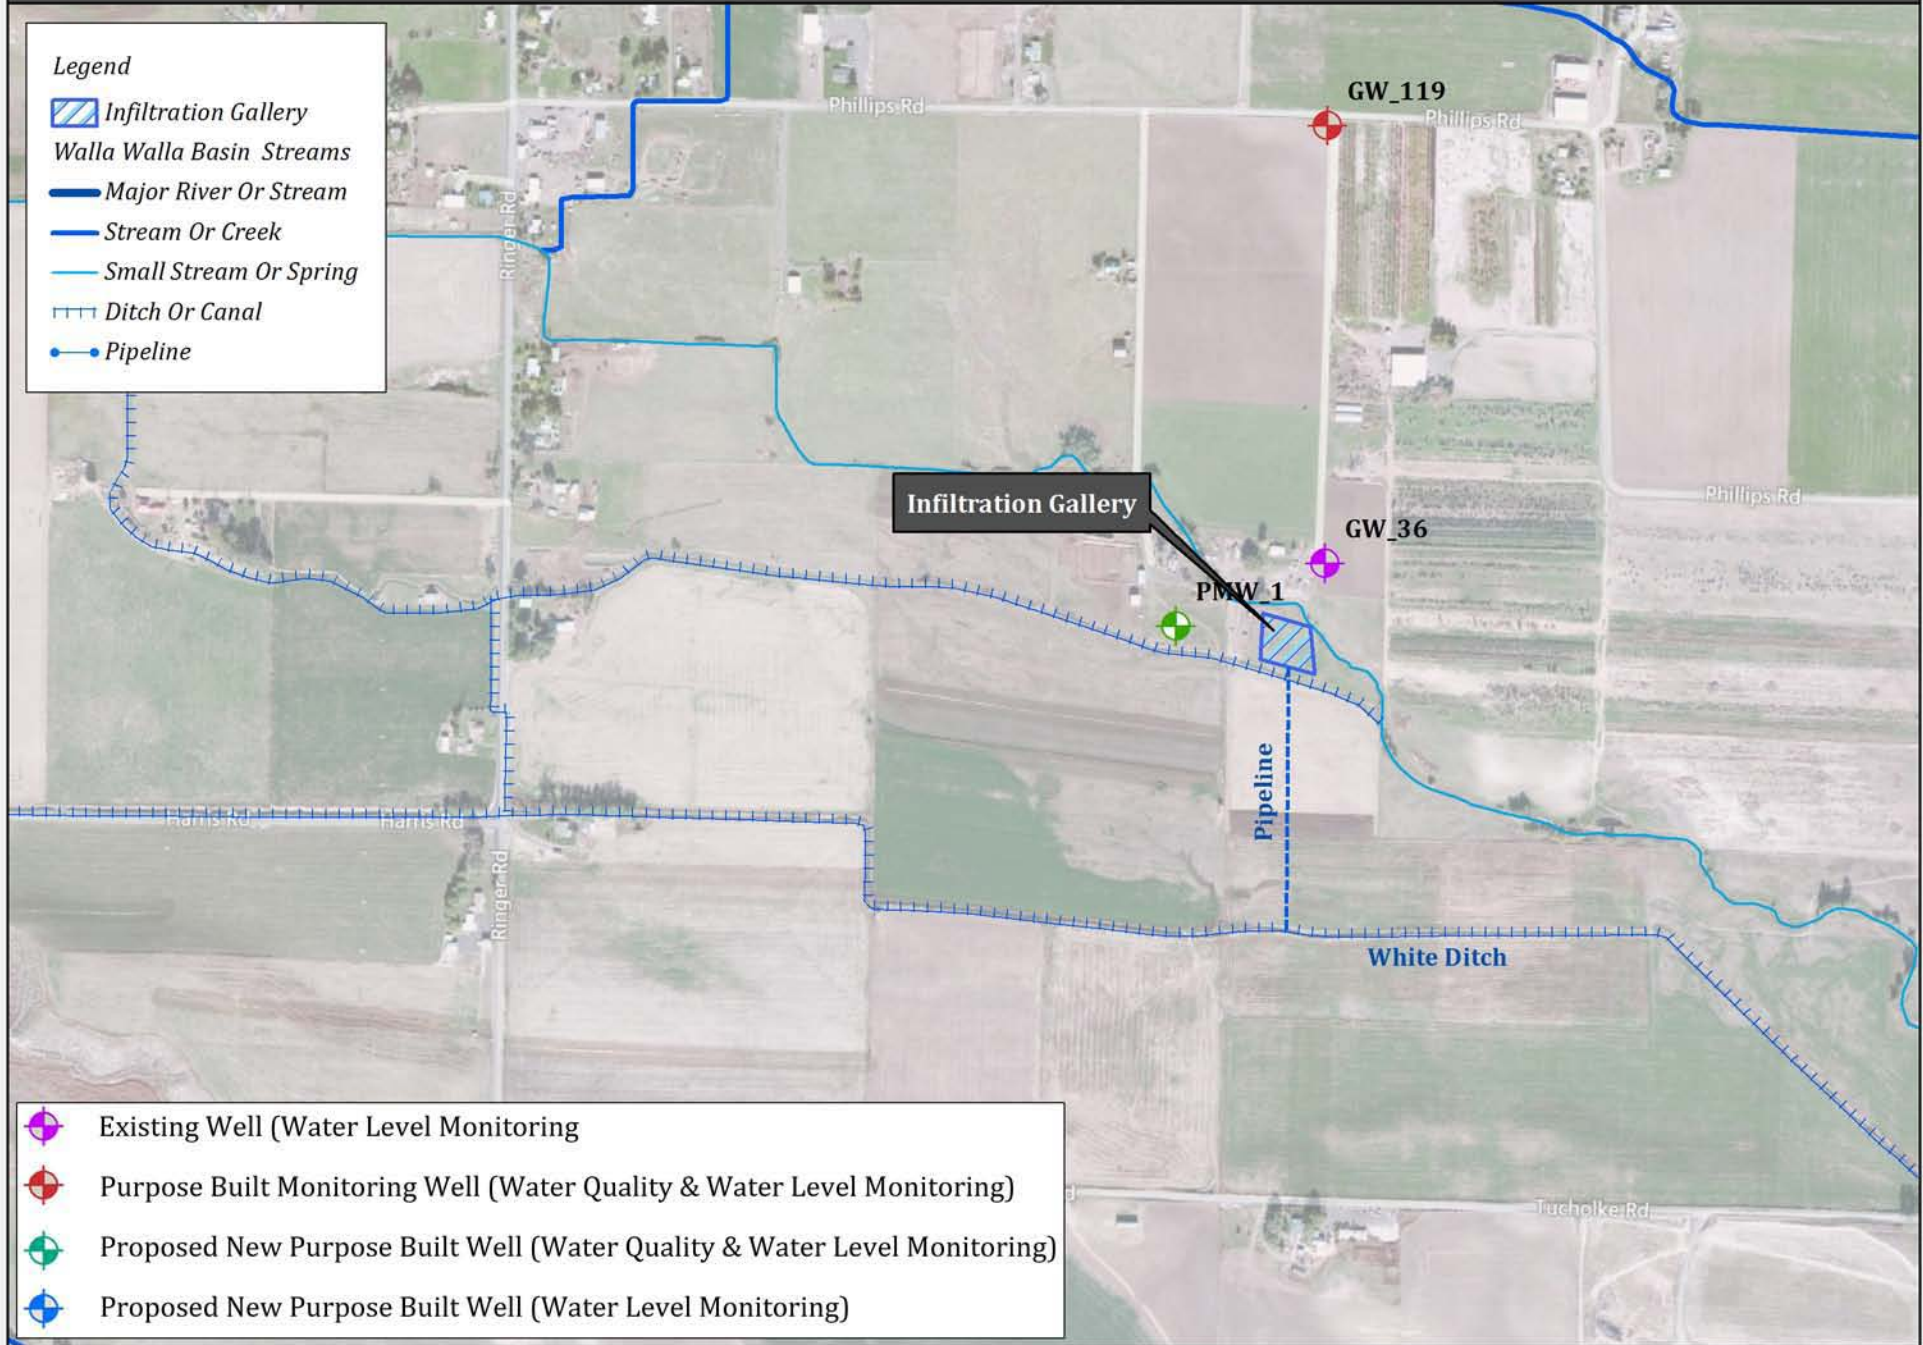 Legend
Infiltration Gallery
Walla Walla Basin Streams
Major River Or Stream
Stream Or Creek
Small Stream Or Spring
Ditch Or Canal
Pipeline
Phillips Rd
GW_119
Phillips Rd
Ringer Rd
Infiltration Gallery
Phillips Rd
GW_36
PMW_1
Pipeline
Harris Rd
Harris Rd
Ringer Rd
White Ditch
Existing Well (Water Level Monitoring
Purpose Built Monitoring Well (Water Quality & Water Level Monitoring)
Proposed New Purpose Built Well (Water Quality & Water Level Monitoring)
Proposed New Purpose Built Well (Water Level Monitoring)
Tucholke Rd